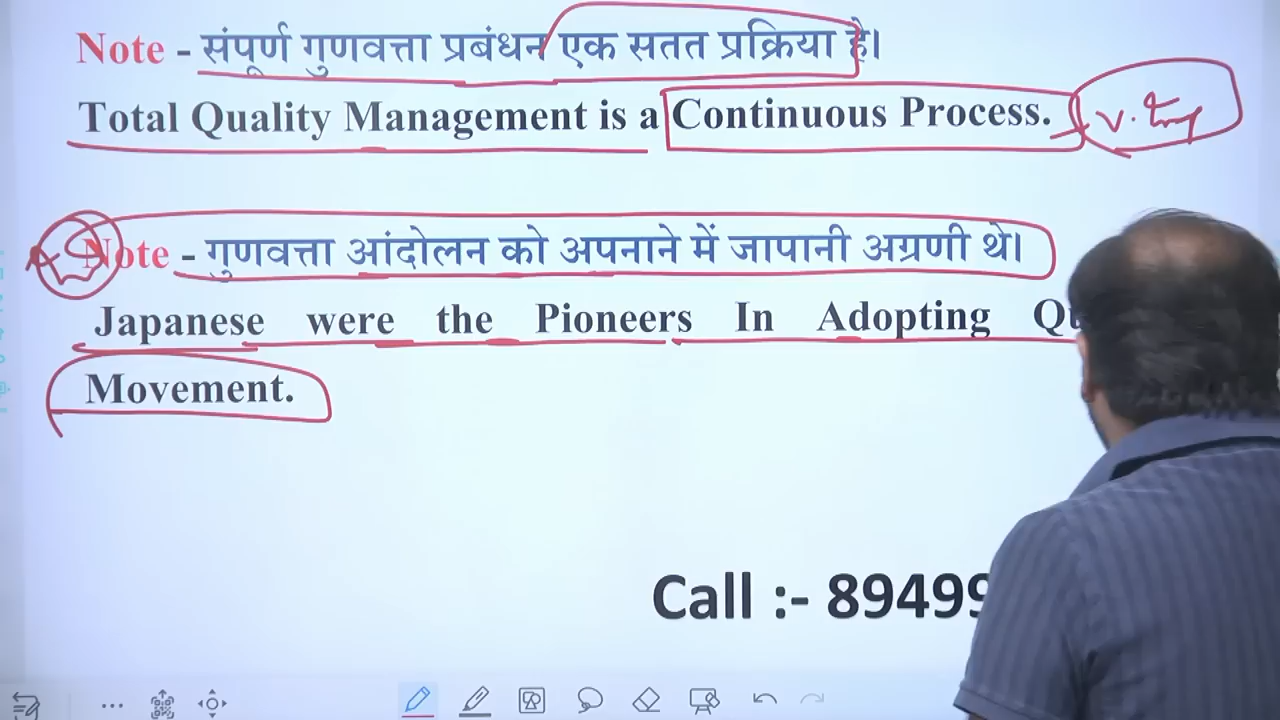 Note - संपूर्ण गुणवत्ता प्रबंधन एक सतत प्रक्रिया है।
Total Quality Management is a Continuous Process. v. Imp
Note - गुणवत्ता आंदोलन को अपनाने में जापानी अग्रणी थे।
Japanese were the Pioneers In Adopting
Movement.
Call :- 89499